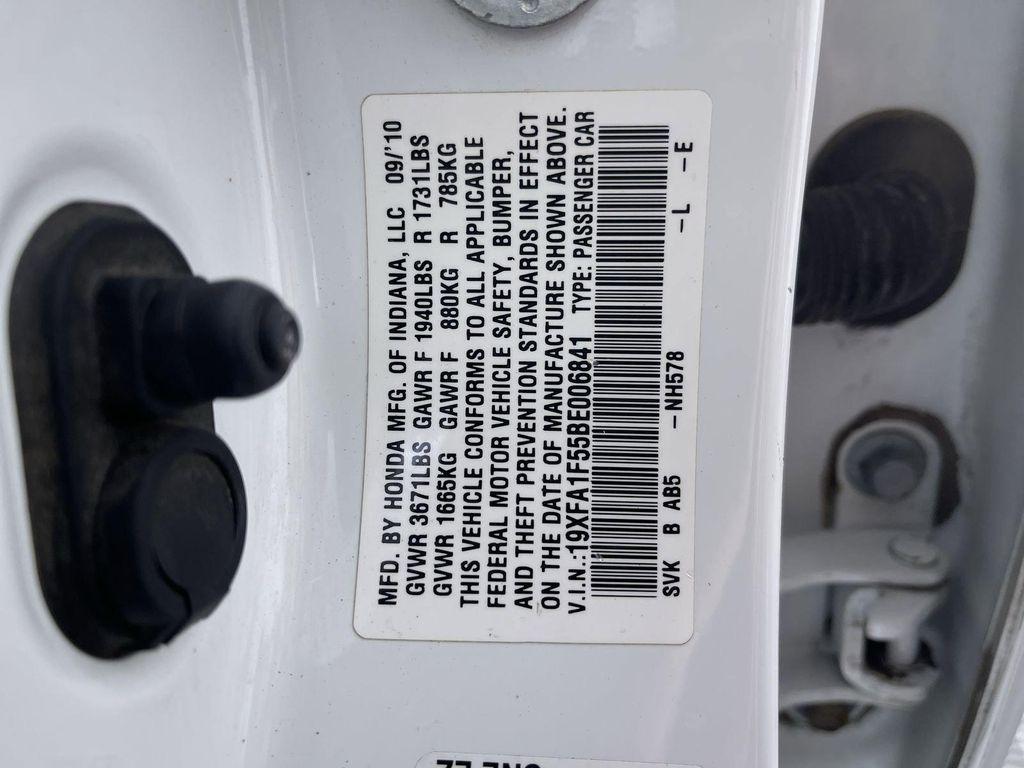 MFD. BY HONDA MFG. OF INDIANA, LLC 09/'10
GVWR 3671LBS GAWR F 1940LBS R 1731LBS
GVWR 1665KG GAWR F 880KG R 785KG
THIS VEHICLE CONFORMS TO ALL APPLICABLE
FEDERAL MOTOR VEHICLE SAFETY, BUMPER,
AND THEFT PREVENTION STANDARDS IN EFFECT
ON THE DATE OF MANUFACTURE SHOWN ABOVE.
V.I.N.:19XFA1F55BE006841 TYPE: PASSENGER CAR
SVK B AB5 -NH578 -L -E